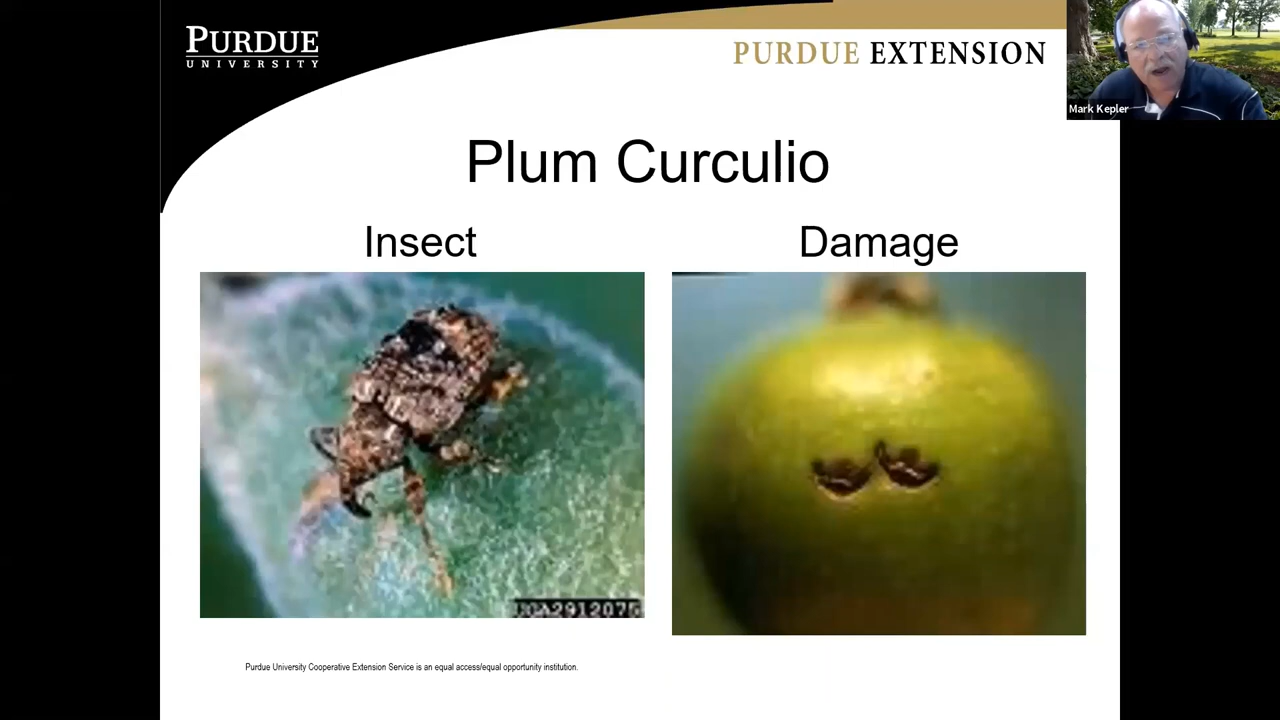 PURDUE
UNIVERSITY
PURDUE EXTENSION
Mark Kepler
Plum Curculio
Insect
Damage
UGA2912075
Purdue University Cooperative Extension Service is an equal access/equal opportunity institution.